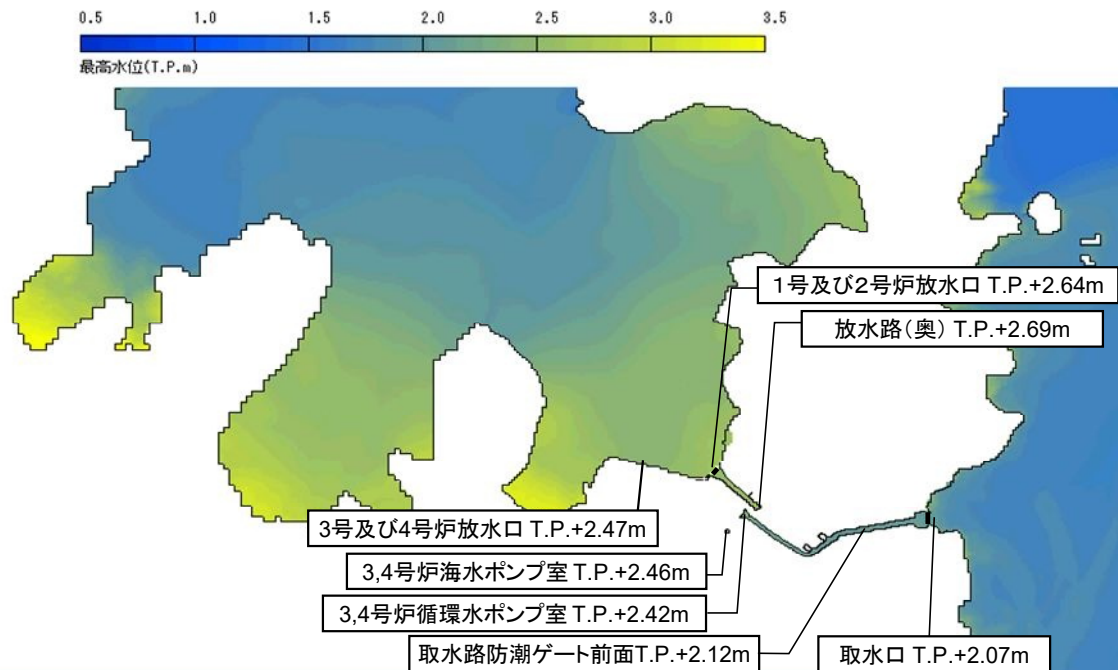 0.5 1.0 1.5 2.0 2.5 3.0 3.5
最高水位(T.P.m)
1号及び2号炉放水口 T.P.+2.64m
放水路(奥) T.P.+2.69m
3号及び4号炉放水口 T.P.+2.47m
3,4号炉海水ポンプ室 T.P.+2.46m
3,4号炉循環水ポンプ室 T.P.+2.42m
取水路防潮ゲート前面T.P.+2.12m
取水口 T.P.+2.07m